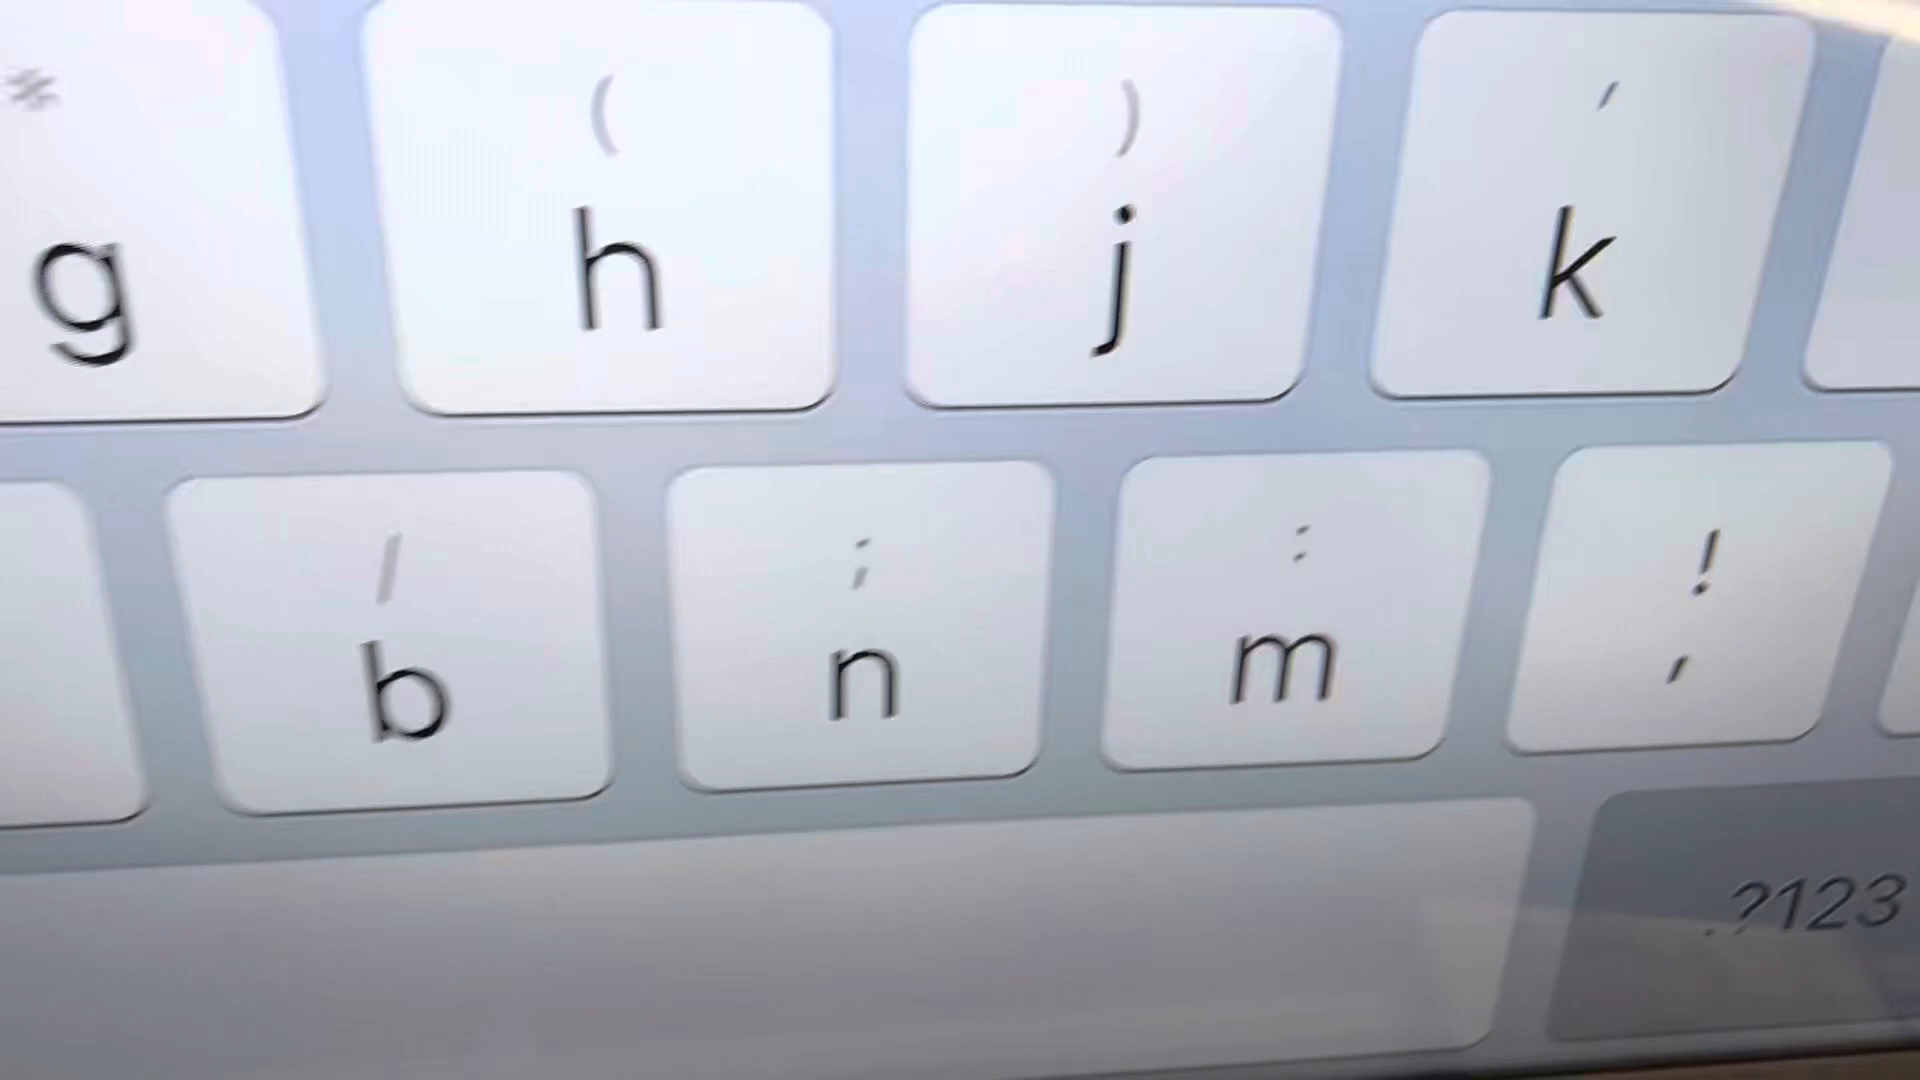 * ( ) '
g h j k
/ ; : !
b n m ,
.?123